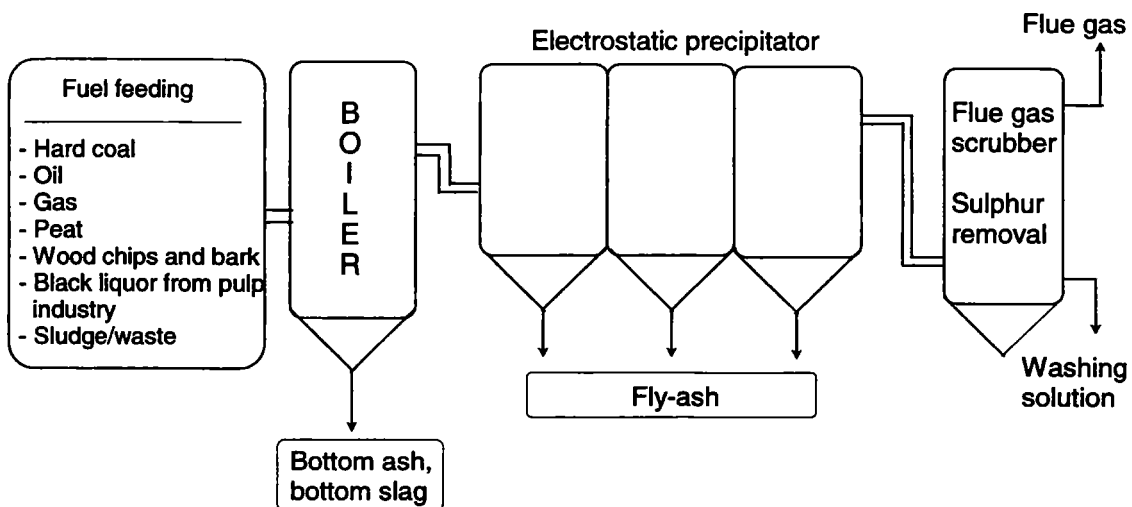 Fuel feeding
- Hard coal
- Oil
- Gas
- Peat
- Wood chips and bark
- Black liquor from pulp
industry
- Sludge/waste
BOILER
Bottom ash,
bottom slag
Electrostatic precipitator
Fly-ash
Flue gas
scrubber
Sulphur
removal
Flue gas
Washing
solution